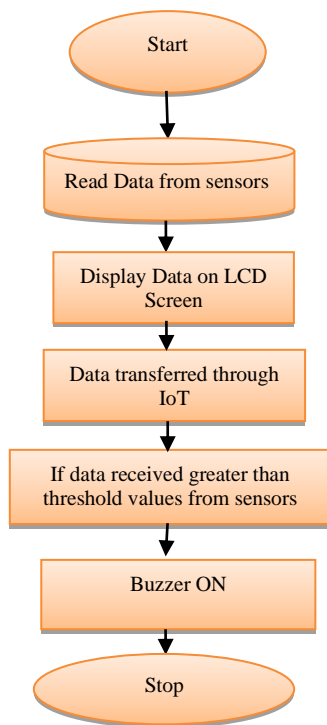 Start
Read Data from sensors
Display Data on LCD
Screen
Data transferred through
IoT
If data received greater than
threshold values from sensors
Buzzer ON
Stop